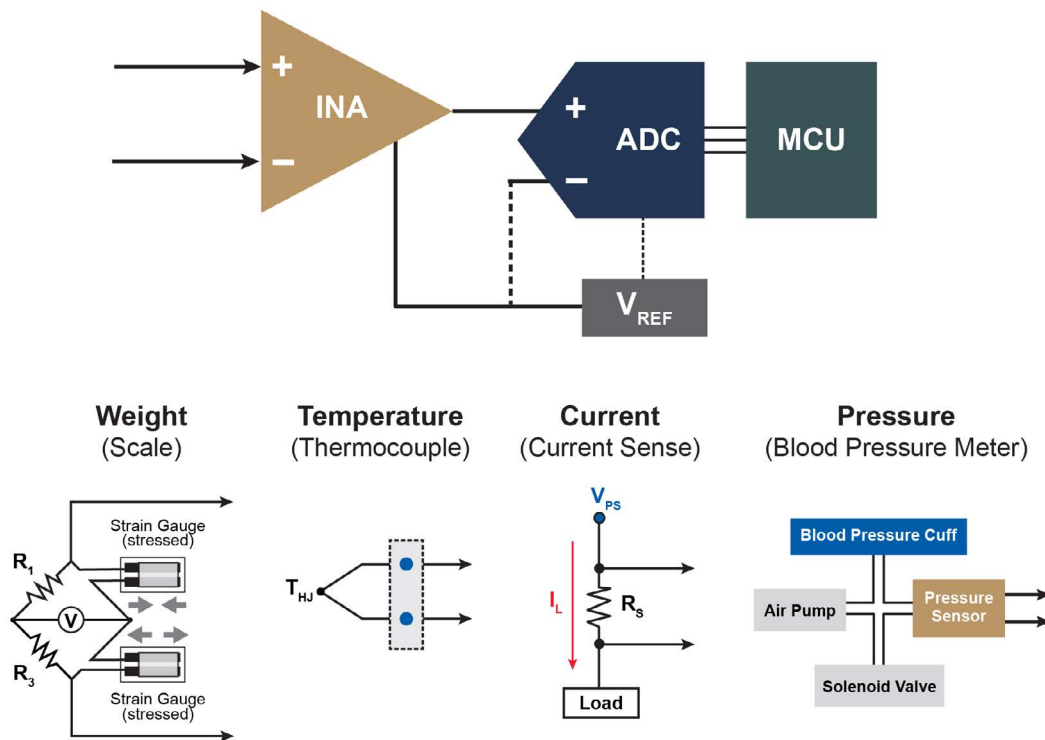 +
INA
−
+
ADC
−
MCU
V_REF
Weight
(Scale)
Temperature
(Thermocouple)
Current
(Current Sense)
Pressure
(Blood Pressure Meter)
Strain Gauge
(stressed)
R1
V
R3
Strain Gauge
(stressed)
THJ
VPS
IL
RS
Load
Blood Pressure Cuff
Air Pump
Pressure
Sensor
Solenoid Valve